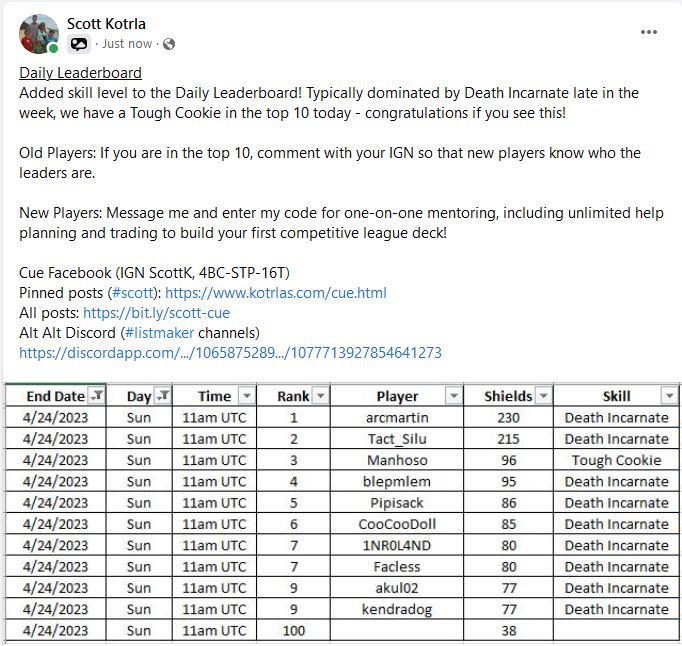 Scott Kotrla
· Just now ·
Daily Leaderboard
Added skill level to the Daily Leaderboard! Typically dominated by Death Incarnate late in the
week, we have a Tough Cookie in the top 10 today - congratulations if you see this!
Old Players: If you are in the top 10, comment with your IGN so that new players know who the
leaders are.
New Players: Message me and enter my code for one-on-one mentoring, including unlimited help
planning and trading to build your first competitive league deck!
Cue Facebook (IGN ScottK, 4BC-STP-16T)
Pinned posts (#scott): https://www.kotrlas.com/cue.html
All posts: https://bit.ly/scott-cue
Alt Alt Discord (#listmaker channels)
https://discordapp.com/.../1065875289.../1077713927854641273
End Date Day Time Rank Player Shields Skill
4/24/2023 Sun 11am UTC 1 arcmartin 230 Death Incarnate
4/24/2023 Sun 11am UTC 2 Tact_Silu 215 Death Incarnate
4/24/2023 Sun 11am UTC 3 Manhoso 96 Tough Cookie
4/24/2023 Sun 11am UTC 4 blepmlem 95 Death Incarnate
4/24/2023 Sun 11am UTC 5 Pipisack 86 Death Incarnate
4/24/2023 Sun 11am UTC 6 CooCooDoll 85 Death Incarnate
4/24/2023 Sun 11am UTC 7 1NR0L4ND 80 Death Incarnate
4/24/2023 Sun 11am UTC 7 Facless 80 Death Incarnate
4/24/2023 Sun 11am UTC 9 akul02 77 Death Incarnate
4/24/2023 Sun 11am UTC 9 kendradog 77 Death Incarnate
4/24/2023 Sun 11am UTC 100 38